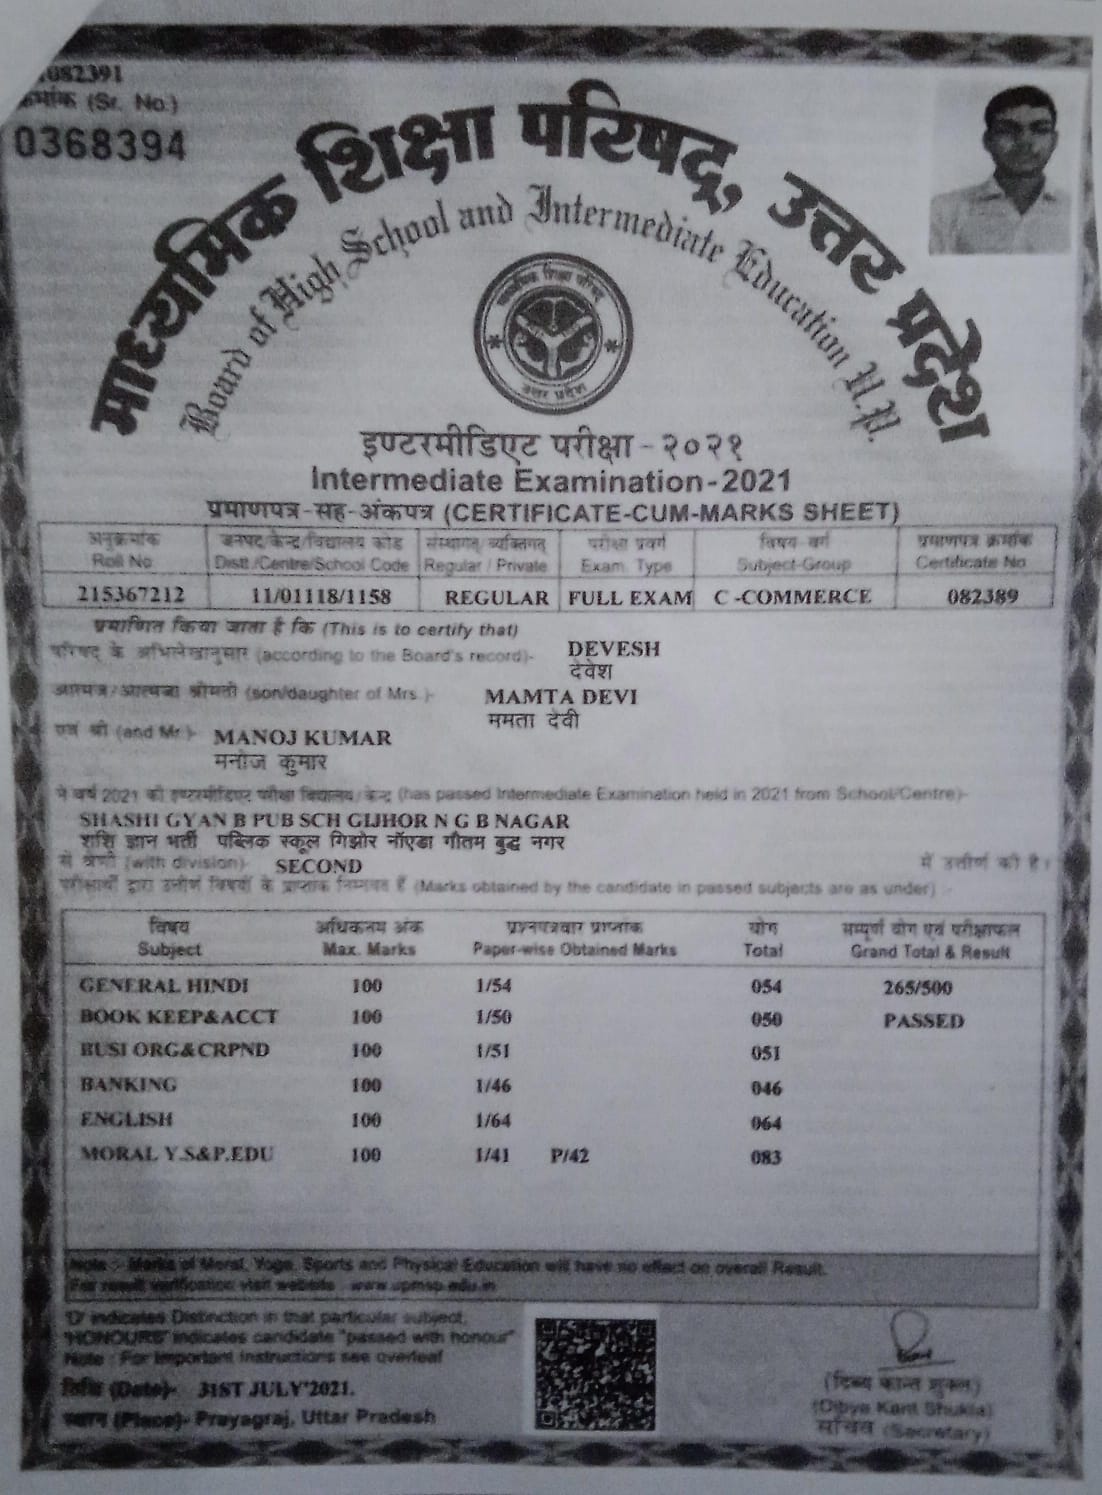 082391
क्रमांक (Sr. No.)
0368394
माध्यमिक शिक्षा परिषद्, उत्तर प्रदेश
Board of High School and Intermediate Education U.P.
माध्यमिक शिक्षा परिषद्
उत्तर प्रदेश
इण्टरमीडिएट परीक्षा - २०२१
Intermediate Examination-2021
प्रमाणपत्र-सह-अंकपत्र (CERTIFICATE-CUM-MARKS SHEET)
अनुक्रमांक जनपद/केन्द्र/विद्यालय कोड संस्थागत/व्यक्तिगत परीक्षा प्रवर्ग विषय-वर्ग प्रमाणपत्र क्रमांक
Roll No Distt./Centre/School Code Regular / Private Exam. Type Subject-Group Certificate No
215367212 11/01118/1158 REGULAR FULL EXAM C -COMMERCE 082389
प्रमाणित किया जाता है कि (This is to certify that)
परिषद के अभिलेखानुसार (according to the Board's record)- DEVESH
देवेश
आत्मज/आत्मजा श्रीमती (son/daughter of Mrs.)- MAMTA DEVI
ममता देवी
एवं श्री (and Mr.)- MANOJ KUMAR
मनोज कुमार
ने वर्ष 2021 की इण्टरमीडिएट परीक्षा विद्यालय/केन्द्र (has passed Intermediate Examination held in 2021 from School/Centre)-
SHASHI GYAN B PUB SCH GIJHOR N G B NAGAR
शशि ज्ञान भर्ती पब्लिक स्कूल गिझोर नॉएडा गौतम बुद्ध नगर
से श्रेणी (with division)- SECOND में उत्तीर्ण की है।
परीक्षार्थी द्वारा उत्तीर्ण विषयों के प्राप्तांक निम्नवत हैं (Marks obtained by the candidate in passed subjects are as under) -
विषय अधिकतम अंक प्रश्नपत्रवार प्राप्तांक योग सम्पूर्ण योग एवं परीक्षाफल
Subject Max. Marks Paper-wise Obtained Marks Total Grand Total & Result
GENERAL HINDI 100 1/54 054 265/500
BOOK KEEP&ACCT 100 1/50 050 PASSED
BUSI ORG&CRPND 100 1/51 051
BANKING 100 1/46 046
ENGLISH 100 1/64 064
MORAL Y.S&P.EDU 100 1/41 P/42 083
Note :- Marks of Moral, Yoga, Sports and Physical Education will have no effect on overall Result.
For result verification visit website : www.upmsp.edu.in
'D' indicates Distinction in that particular subject,
'HONOURS' indicates candidate "passed with honour"
Note : For important instructions see overleaf
तिथि (Date)- 31ST JULY'2021.
स्थान (Place)- Prayagraj, Uttar Pradesh
(दिब्य कान्त शुक्ल)
(Dibya Kant Shukla)
सचिव (Secretary)